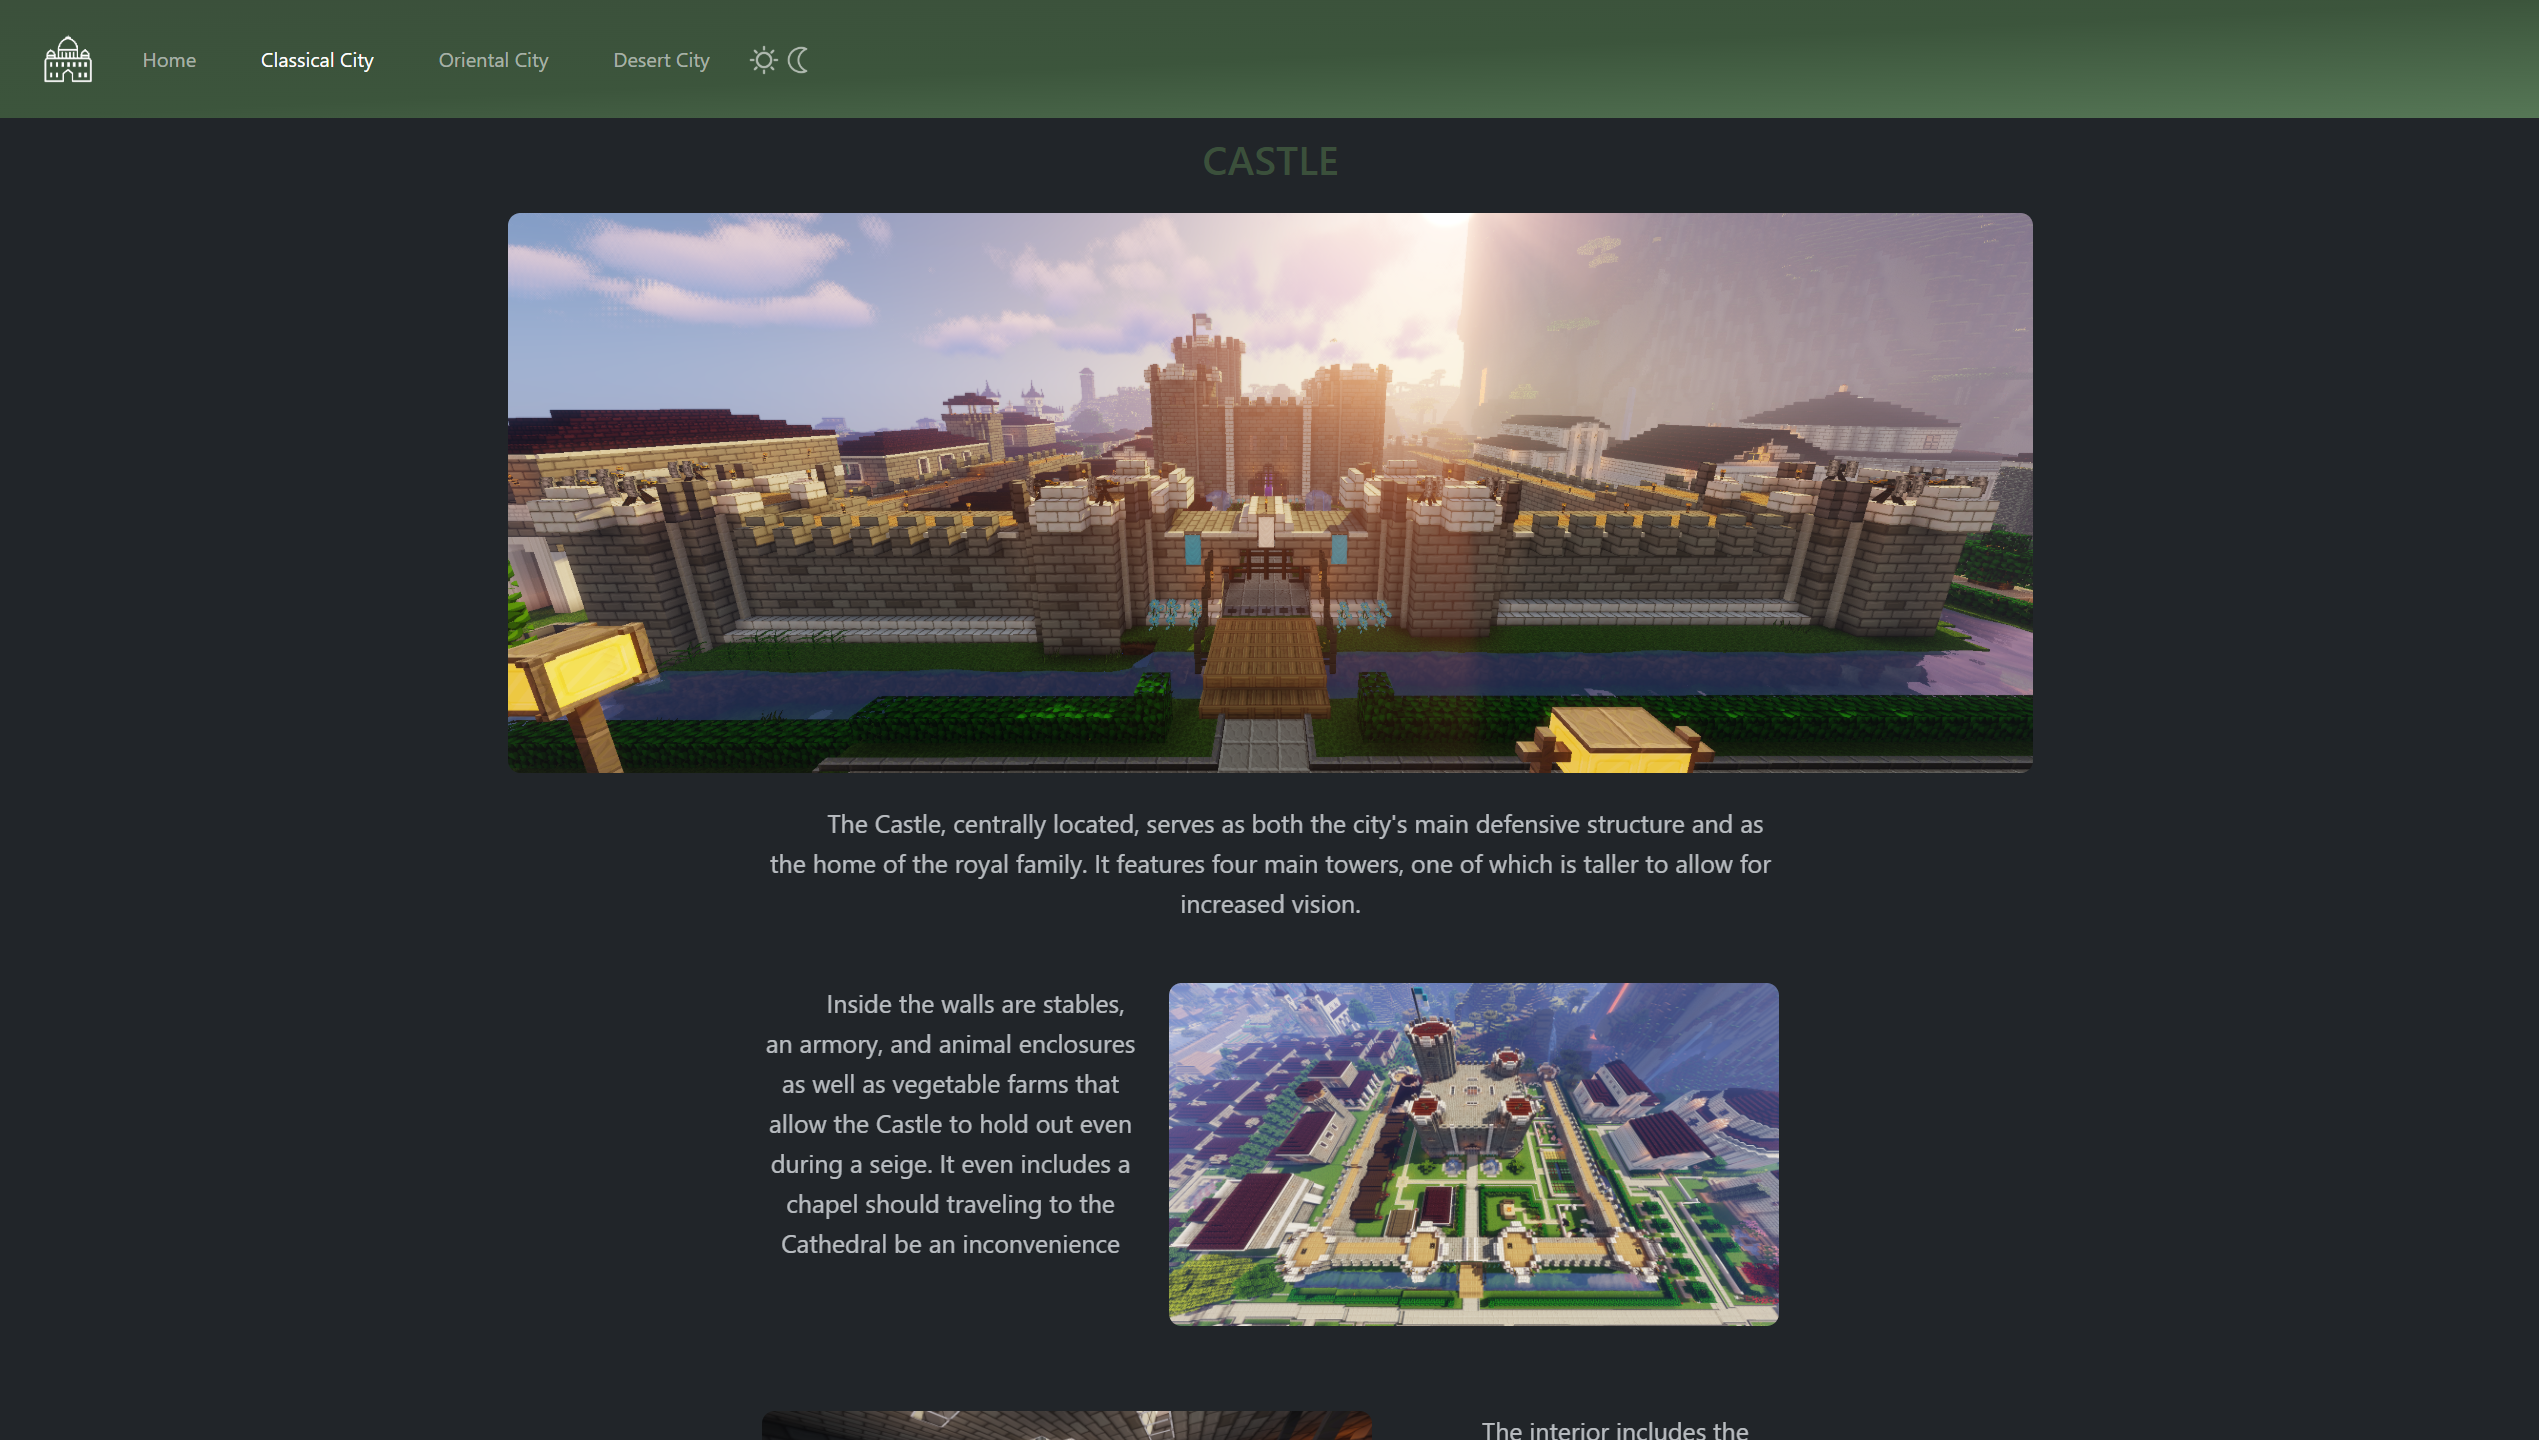 Home Classical City Oriental City Desert City
CASTLE
The Castle, centrally located, serves as both the city's main defensive structure and as
the home of the royal family. It features four main towers, one of which is taller to allow for
increased vision.
Inside the walls are stables,
an armory, and animal enclosures
as well as vegetable farms that
allow the Castle to hold out even
during a seige. It even includes a
chapel should traveling to the
Cathedral be an inconvenience
The interior includes the